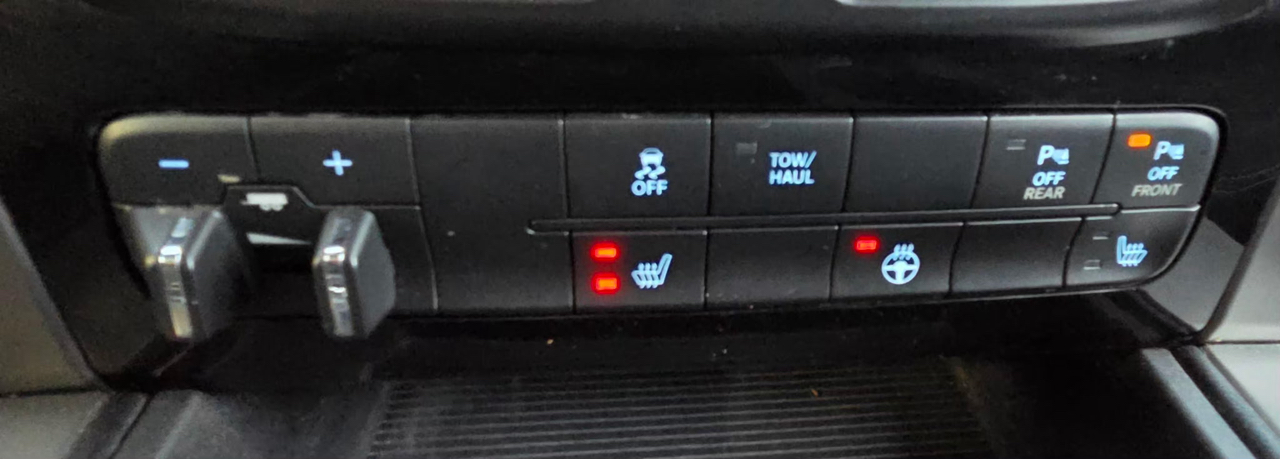 - +
OFF
TOW/
HAUL
P
OFF
REAR
P
OFF
FRONT